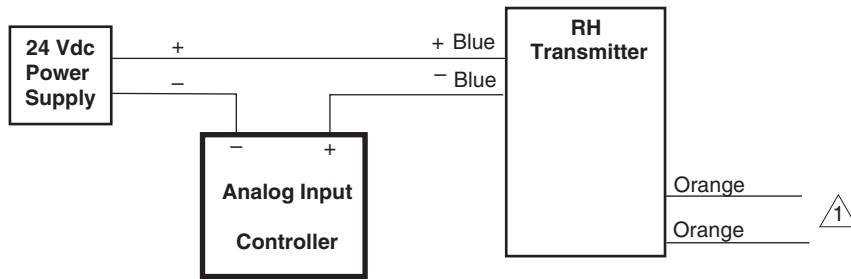 24 Vdc
Power
Supply
+
–
+ Blue
– Blue
RH
Transmitter
–
+
Analog Input
Controller
Orange
Orange
1